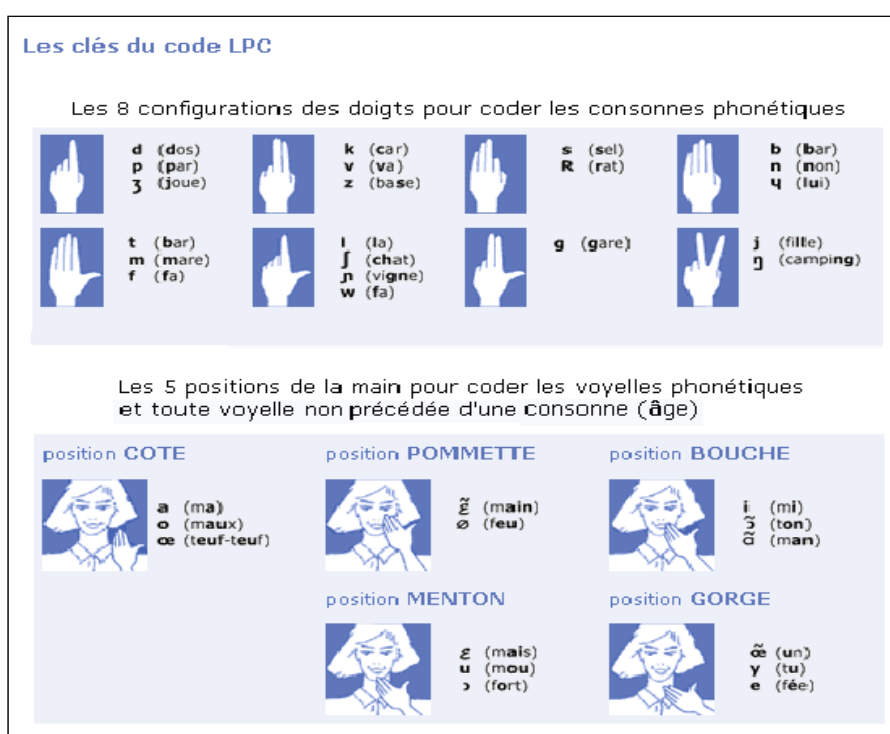 Les clés du code LPC
Les 8 configurations des doigts pour coder les consonnes phonétiques
d (dos)
p (par)
ʒ (joue)
k (car)
v (va)
z (base)
s (sel)
R (rat)
b (bar)
n (non)
ɥ (lui)
t (bar)
m (mare)
f (fa)
l (la)
ʃ (chat)
ɲ (vigne)
w (fa)
g (gare)
j (fille)
ŋ (camping)
Les 5 positions de la main pour coder les voyelles phonétiques
et toute voyelle non précédée d'une consonne (âge)
position COTE
a (ma)
o (maux)
œ (teuf-teuf)
position POMMETTE
ɛ̃ (main)
ø (feu)
position BOUCHE
i (mi)
ɔ̃ (ton)
ɑ̃ (man)
position MENTON
ɛ (mais)
u (mou)
ɔ (fort)
position GORGE
œ̃ (un)
y (tu)
e (fée)